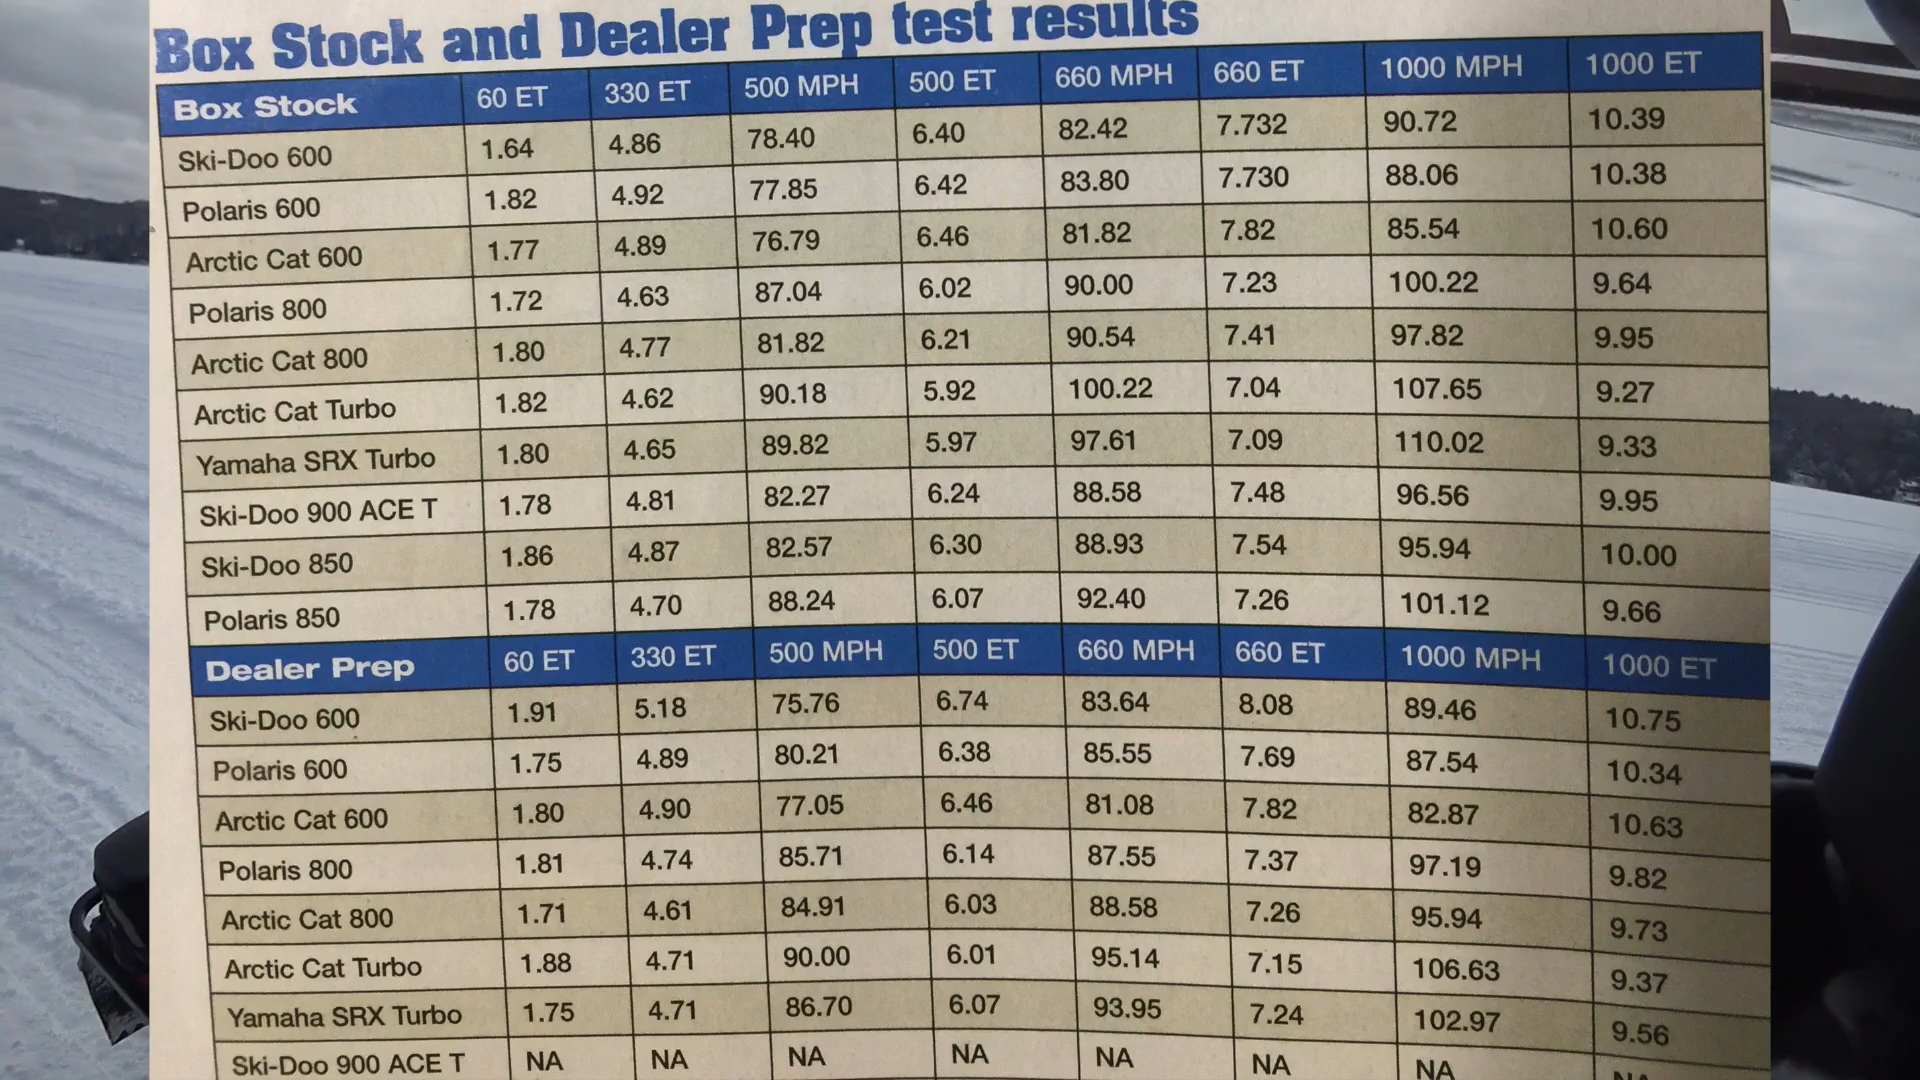 Box Stock and Dealer Prep test results
Box Stock 60 ET 330 ET 500 MPH 500 ET 660 MPH 660 ET 1000 MPH 1000 ET
Ski-Doo 600 1.64 4.86 78.40 6.40 82.42 7.732 90.72 10.39
Polaris 600 1.82 4.92 77.85 6.42 83.80 7.730 88.06 10.38
Arctic Cat 600 1.77 4.89 76.79 6.46 81.82 7.82 85.54 10.60
Polaris 800 1.72 4.63 87.04 6.02 90.00 7.23 100.22 9.64
Arctic Cat 800 1.80 4.77 81.82 6.21 90.54 7.41 97.82 9.95
Arctic Cat Turbo 1.82 4.62 90.18 5.92 100.22 7.04 107.65 9.27
Yamaha SRX Turbo 1.80 4.65 89.82 5.97 97.61 7.09 110.02 9.33
Ski-Doo 900 ACE T 1.78 4.81 82.27 6.24 88.58 7.48 96.56 9.95
Ski-Doo 850 1.86 4.87 82.57 6.30 88.93 7.54 95.94 10.00
Polaris 850 1.78 4.70 88.24 6.07 92.40 7.26 101.12 9.66
Dealer Prep 60 ET 330 ET 500 MPH 500 ET 660 MPH 660 ET 1000 MPH 1000 ET
Ski-Doo 600 1.91 5.18 75.76 6.74 83.64 8.08 89.46 10.75
Polaris 600 1.75 4.89 80.21 6.38 85.55 7.69 87.54 10.34
Arctic Cat 600 1.80 4.90 77.05 6.46 81.08 7.82 82.87 10.63
Polaris 800 1.81 4.74 85.71 6.14 87.55 7.37 97.19 9.82
Arctic Cat 800 1.71 4.61 84.91 6.03 88.58 7.26 95.94 9.73
Arctic Cat Turbo 1.88 4.71 90.00 6.01 95.14 7.15 106.63 9.37
Yamaha SRX Turbo 1.75 4.71 86.70 6.07 93.95 7.24 102.97 9.56
Ski-Doo 900 ACE T NA NA NA NA NA NA NA